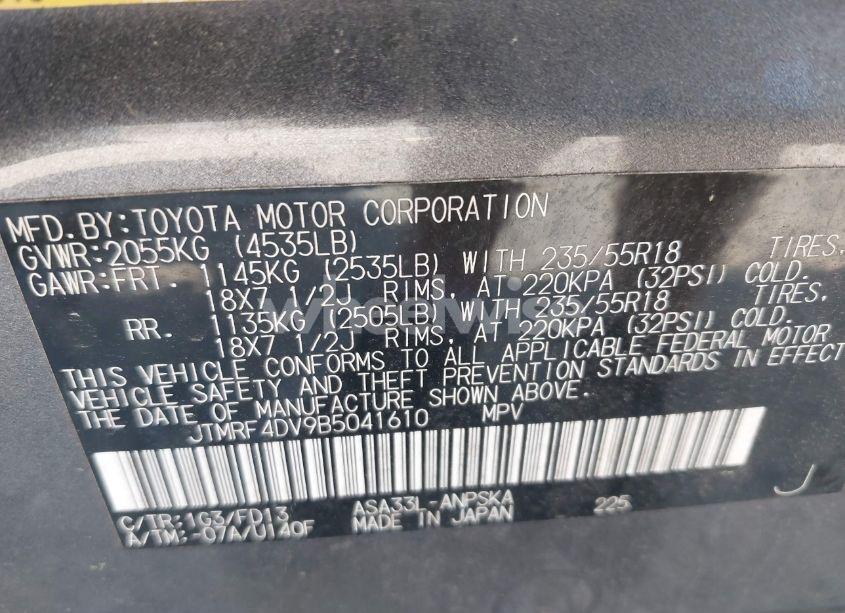 MFD.BY:TOYOTA MOTOR CORPORATION
GVWR:2055KG (4535LB)
GAWR:FRT. 1145KG (2535LB) WITH 235/55R18 TIRES.
18X7 1/2J RIMS, AT 220KPA (32PSI) COLD.
RR. 1135KG (2505LB) WITH 235/55R18 TIRES.
18X7 1/2J RIMS, AT 220KPA (32PSI) COLD.
THIS VEHICLE CONFORMS TO ALL APPLICABLE FEDERAL MOTOR
VEHICLE SAFETY AND THEFT PREVENTION STANDARDS IN EFFECT
THE DATE OF MANUFACTURE SHOWN ABOVE.
JTMRF4DV9B5041610 MPV
C/TR:1G3/FD13 ASA33L-ANPSKA 225
A/TM:-07A/U140F MADE IN JAPAN J